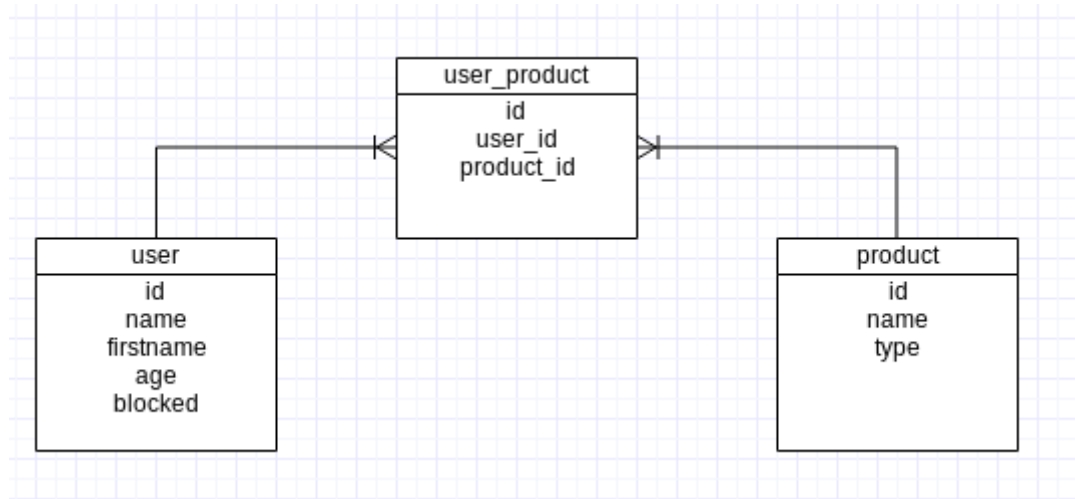 user_product
id
user_id
product_id
user
id
name
firstname
age
blocked
product
id
name
type